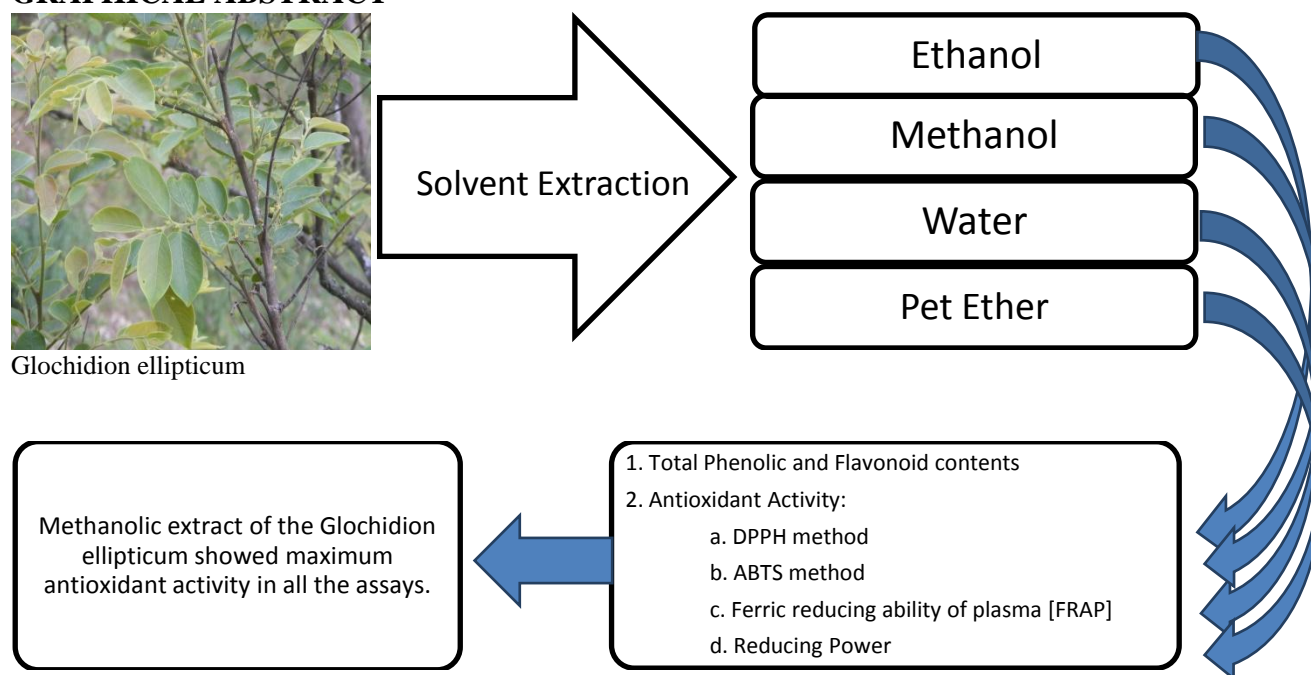 GRAPHICAL ABSTRACT
Glochidion ellipticum
Solvent Extraction
Ethanol
Methanol
Water
Pet Ether
1. Total Phenolic and Flavonoid contents
2. Antioxidant Activity:
a. DPPH method
b. ABTS method
c. Ferric reducing ability of plasma [FRAP]
d. Reducing Power
Methanolic extract of the Glochidion
ellipticum showed maximum
antioxidant activity in all the assays.